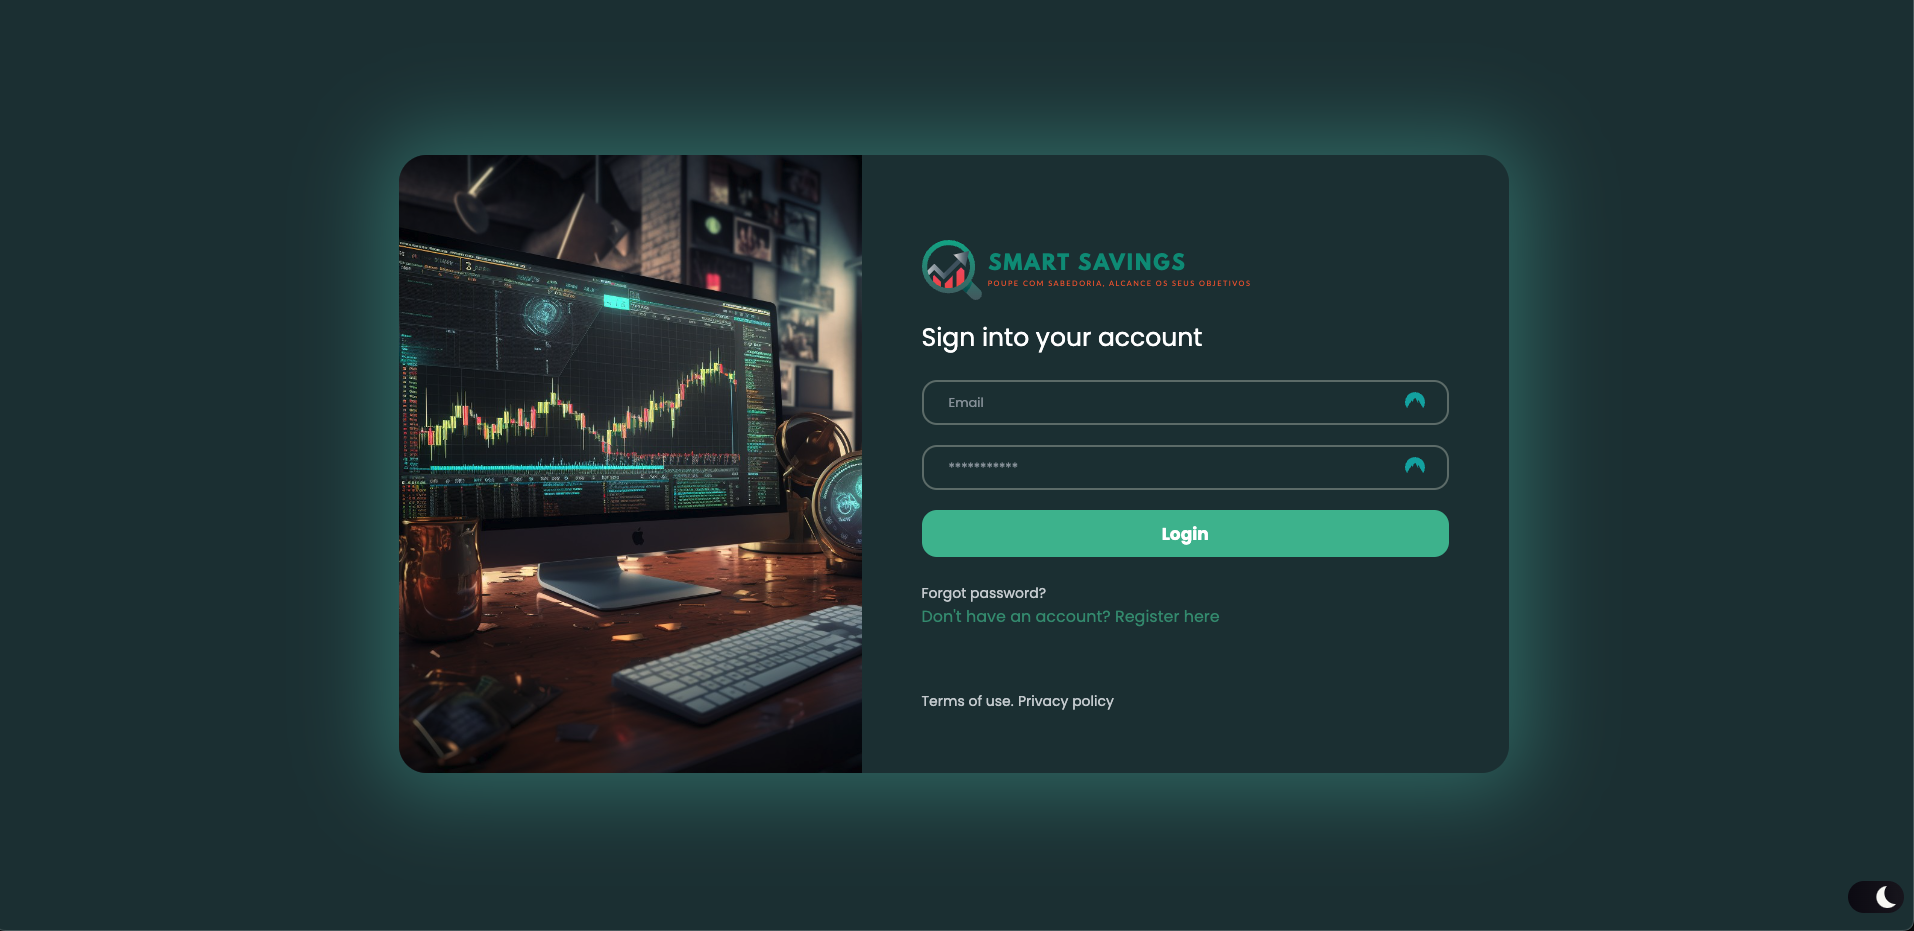 SMART SAVINGS
POUPE COM SABEDORIA, ALCANCE OS SEUS OBJETIVOS
Sign into your account
Email
***********
Login
Forgot password?
Don't have an account? Register here
Terms of use. Privacy policy